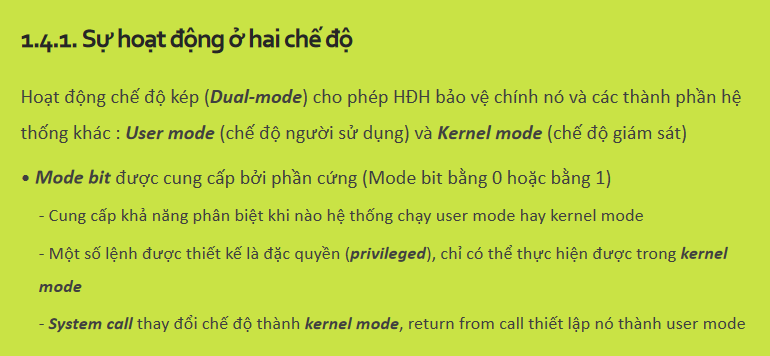 1.4.1. Sự hoạt động ở hai chế độ
Hoạt động chế độ kép (Dual-mode) cho phép HĐH bảo vệ chính nó và các thành phần hệ
thống khác : User mode (chế độ người sử dụng) và Kernel mode (chế độ giám sát)
• Mode bit được cung cấp bởi phần cứng (Mode bit bằng 0 hoặc bằng 1)
- Cung cấp khả năng phân biệt khi nào hệ thống chạy user mode hay kernel mode
- Một số lệnh được thiết kế là đặc quyền (privileged), chỉ có thể thực hiện được trong kernel
mode
- System call thay đổi chế độ thành kernel mode, return from call thiết lập nó thành user mode